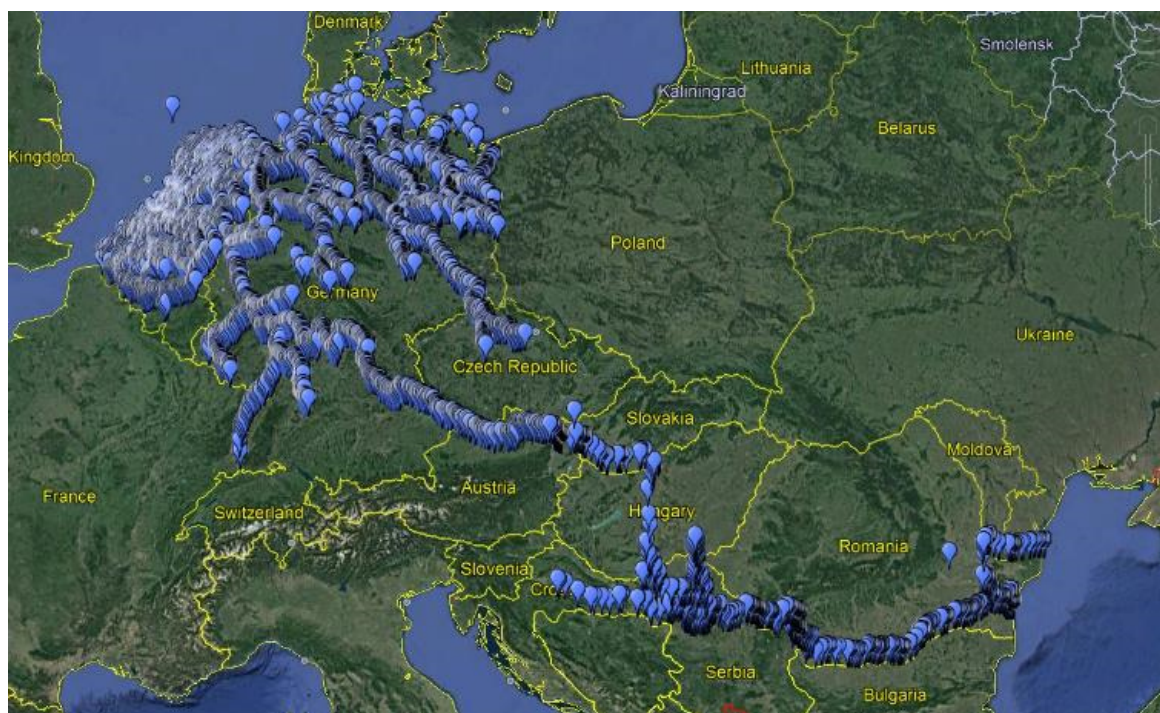 Denmark
Smolensk
Lithuania
Kaliningrad
Belarus
Kingdom
Poland
Germany
Ukraine
Czech Republic
Slovakia
Moldova
France
Austria
Switzerland
Hungary
Romania
Slovenia
Serbia
Bulgaria